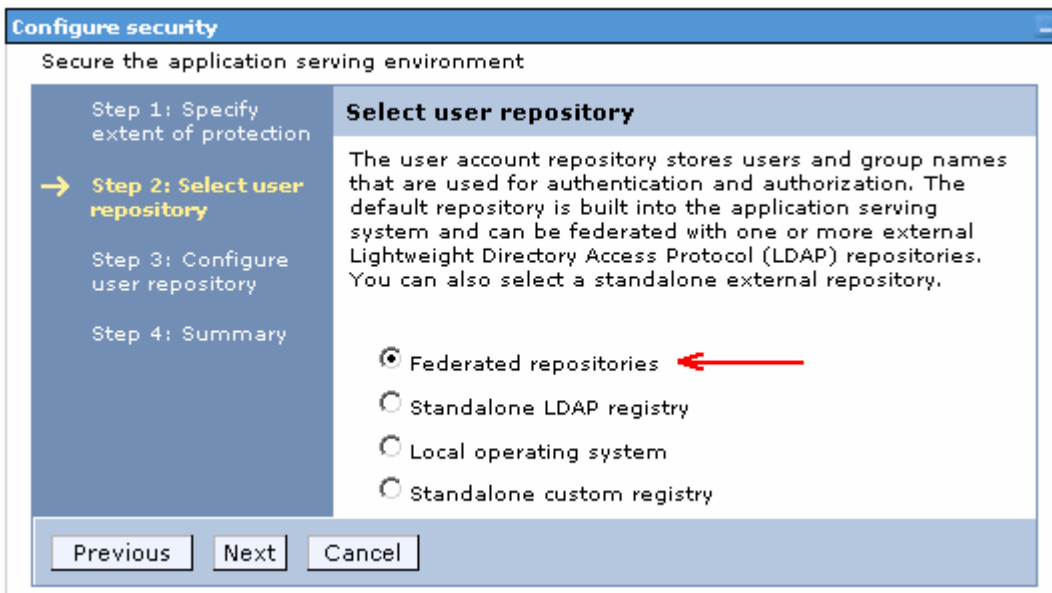 Configure security
Secure the application serving environment
Step 1: Specify
extent of protection
Step 2: Select user
repository
Step 3: Configure
user repository
Step 4: Summary
Select user repository
The user account repository stores users and group names
that are used for authentication and authorization. The
default repository is built into the application serving
system and can be federated with one or more external
Lightweight Directory Access Protocol (LDAP) repositories.
You can also select a standalone external repository.
Federated repositories
Standalone LDAP registry
Local operating system
Standalone custom registry
Previous Next Cancel